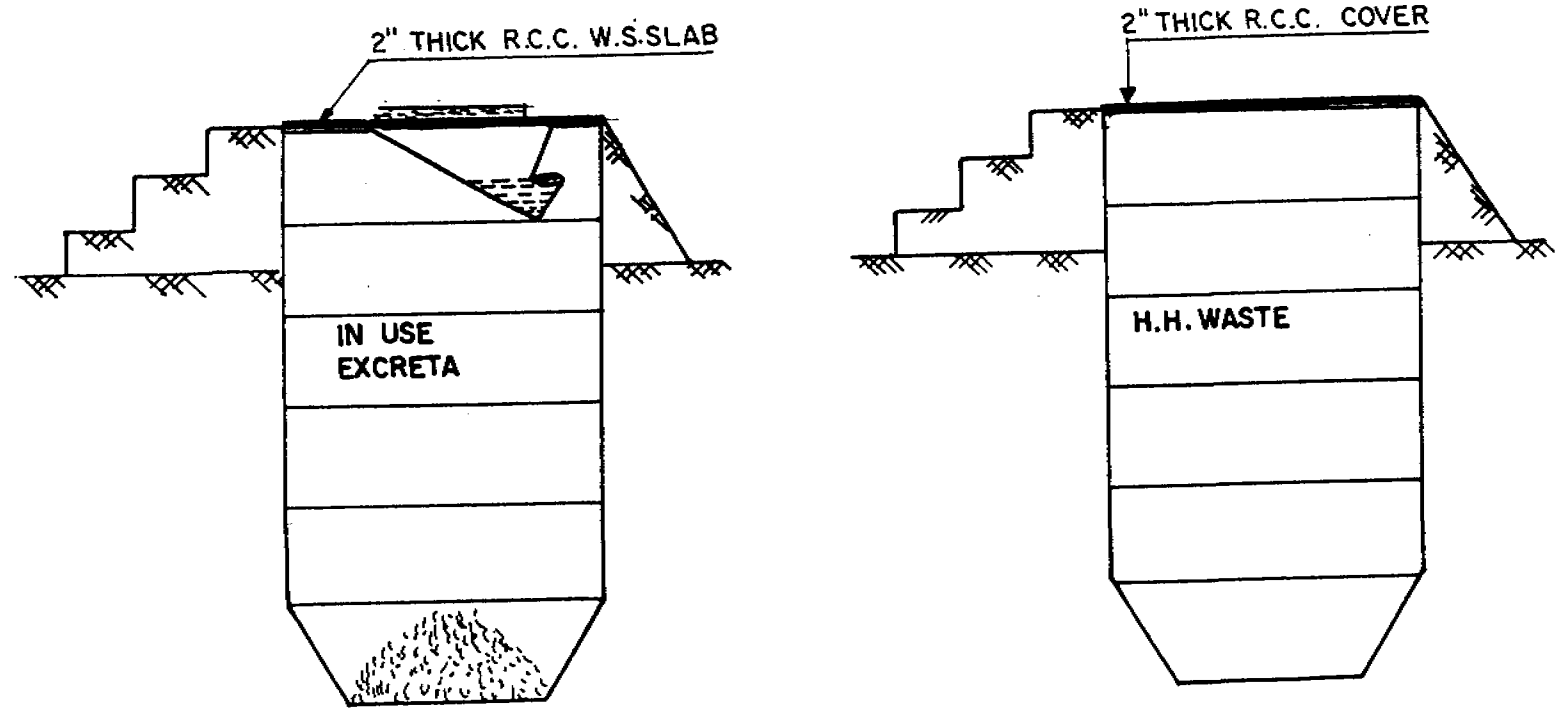 2" THICK R.C.C. W.S.SLAB
2" THICK R.C.C. COVER
IN USE
EXCRETA
H.H. WASTE